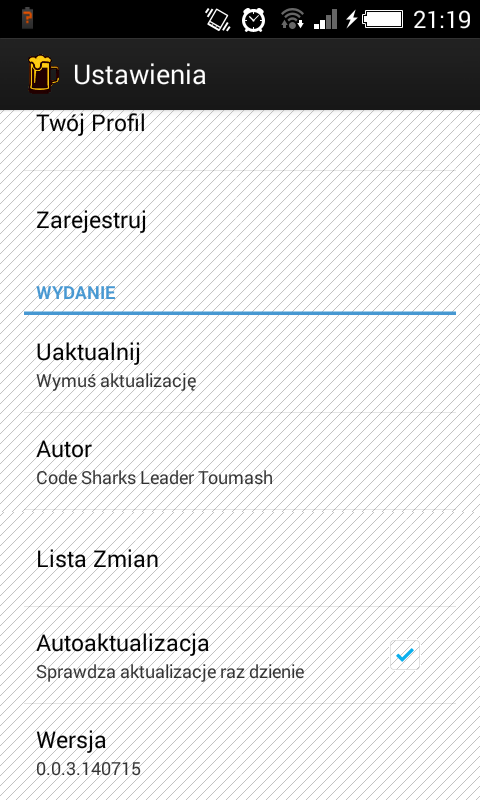 21:19
Ustawienia
Twój Profil
Zarejestruj
WYDANIE
Uaktualnij
Wymuś aktualizację
Autor
Code Sharks Leader Toumash
Lista Zmian
Autoaktualizacja
Sprawdza aktualizacje raz dzienie
Wersja
0.0.3.140715